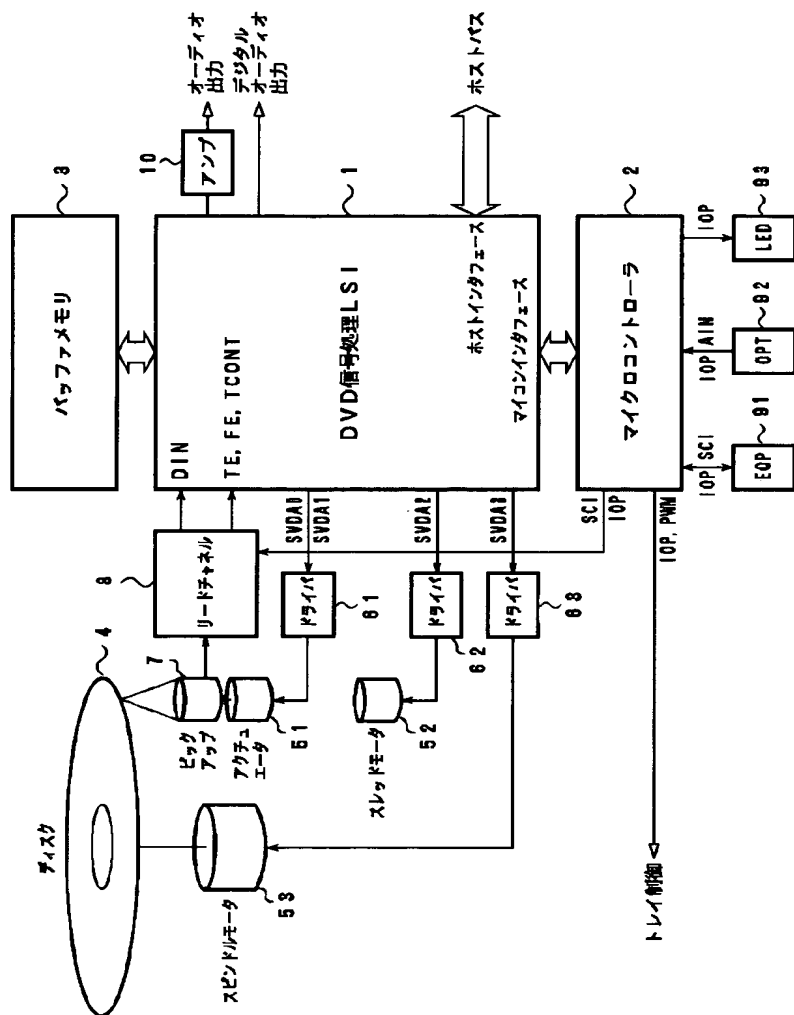 ディスク
4
スピンドルモータ
53
ピック
アップ
7
アクチュ
エータ
51
スレッドモータ
52
リードチャネル
8
ドライバ
61
ドライバ
62
ドライバ
63
バッファメモリ
3
DIN
TE, FE, TCONT
DVD信号処理LSI
1
SVDA0
SVDA1
SVDA2
SVDA3
ホストインタフェース
マイコンインタフェース
アンプ
10
オーディオ
出力
デジタル
オーディオ
出力
ホストバス
マイクロコントローラ
2
SCI
IOP
IOP, PWM
トレイ制御
IOP SCI
EQP
91
IOP AIN
OPT
92
IOP
LED
93